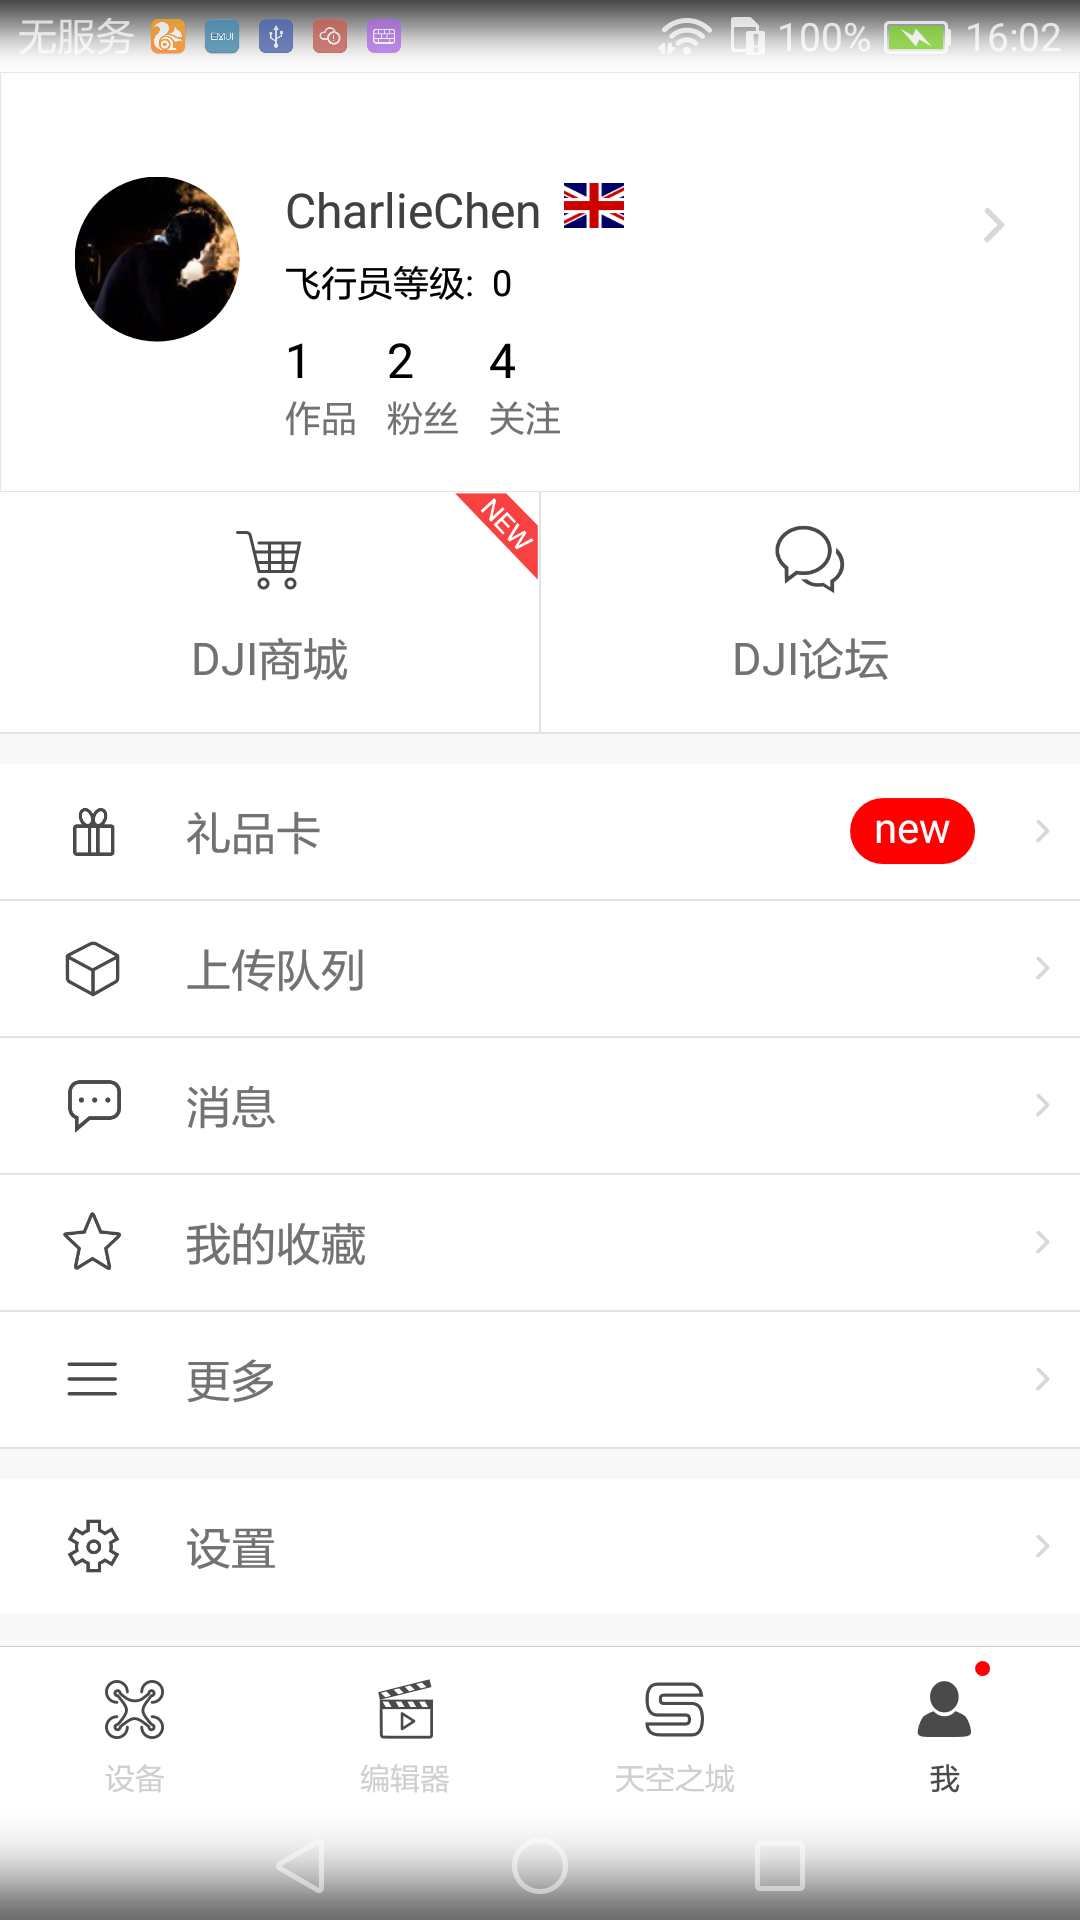 无服务 EMUI 100% 16:02
CharlieChen
飞行员等级: 0
1 2 4
作品 粉丝 关注
NEW
DJI商城 DJI论坛
礼品卡 new
上传队列
消息
我的收藏
更多
设置
设备 编辑器 天空之城 我